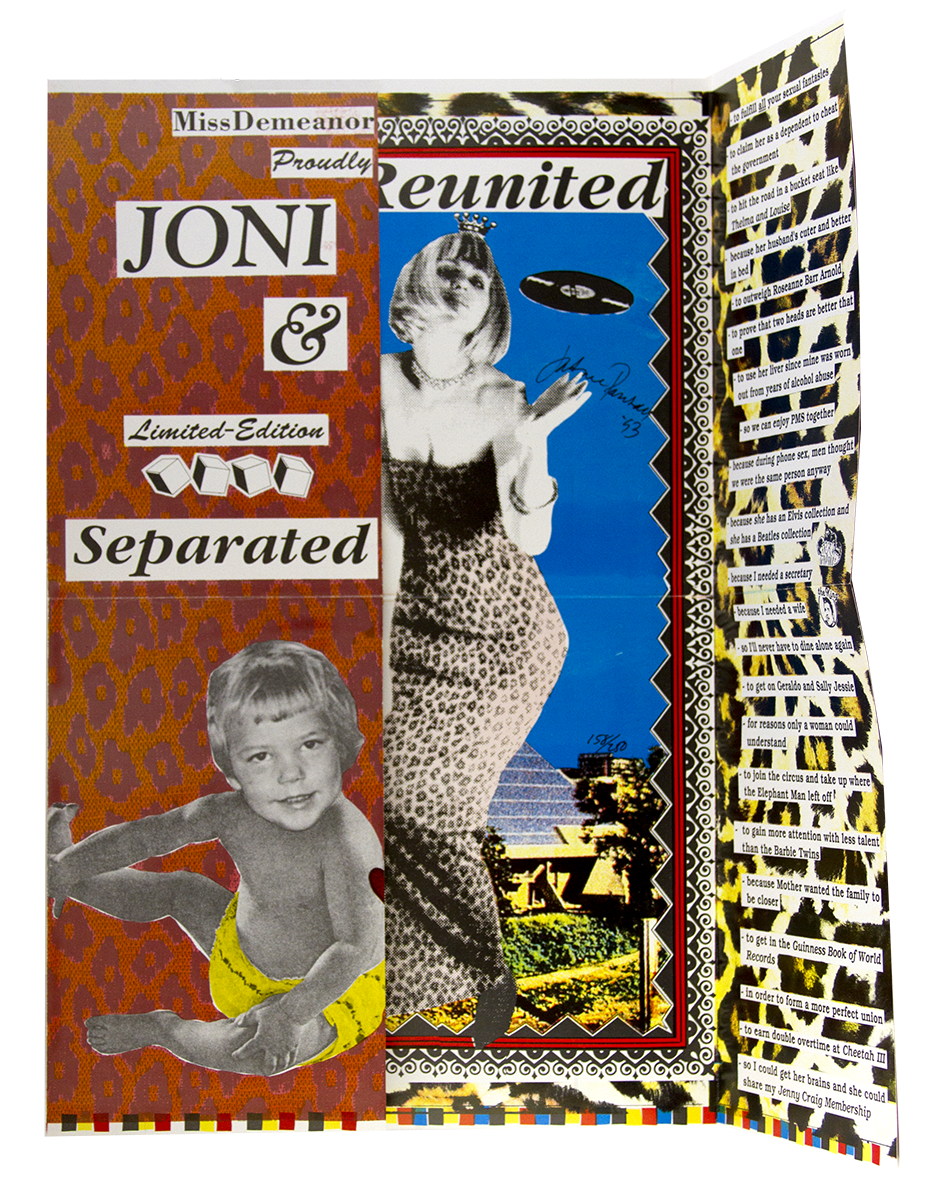 MissDemeanor
Proudly
JONI
&
Limited-Edition
Separated
Reunited
'93
158/250
- to fulfill all your sexual fantasies
- to claim her as a dependent to cheat
the government
- to hit the road in a bucket seat like
Thelma and Louise
- because her husband's cuter and better
in bed
- to outweigh Roseanne Barr Arnold
- to prove that two heads are better that
one
- to use her liver since mine was worn
out from years of alcohol abuse
- so we can enjoy PMS together
- because during phone sex, men thought
we were the same person anyway
- because she has an Elvis collection and
she has a Beatles collection
- because I needed a secretary
the King
- because I needed a wife
- so I'll never have to dine alone again
- to get on Geraldo and Sally Jessie
- for reasons only a woman could
understand
- to join the circus and take up where
the Elephant Man left off
- to gain more attention with less talent
than the Barbie Twins
- because Mother wanted the family to
be closer
- to get in the Guinness Book of World
Records
- in order to form a more perfect union
- to earn double overtime at Cheetah III
- so I could get her brains and she could
share my Jenny Craig Membership